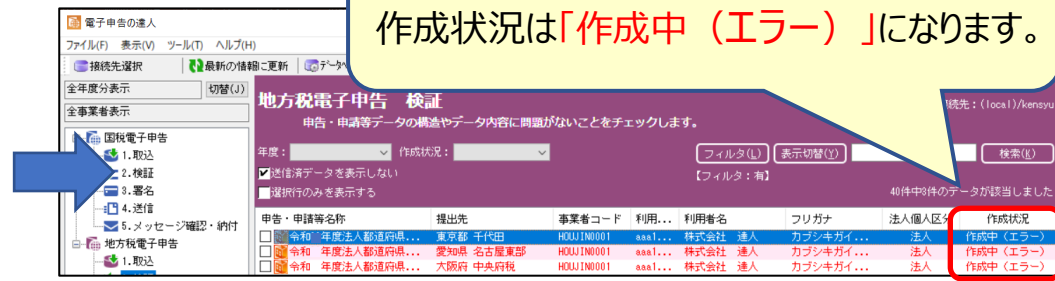 電子申告の達人
作成状況は「作成中（エラー）」になります。
ファイル(F) 表示(V) ツール(T) ヘルプ(H)
接続先選択 最新の情報に更新 データベ
全年度分表示 切替(J)
全事業者表示
地方税電子申告 検証
続先：(local)/kensyu
申告・申請等データの構造やデータ内容に問題がないことをチェックします。
国税電子申告
1.取込
2.検証
3.署名
4.送信
5.メッセージ確認・納付
地方税電子申告
1.取込
年度： 作成状況： フィルタ(L) 表示切替(Y) 検索(K)
送信済データを表示しない 【フィルタ：有】
選択行のみを表示する 40件中3件のデータが該当しました
申告・申請等名称 提出先 事業者コード 利用... 利用者名 フリガナ 法人個人区分 作成状況
令和 年度法人都道府県... 東京都 千代田 HOUJIN0001 aaa1... 株式会社 達人 カブシキガイ... 法人 作成中（エラー）
令和 年度法人都道府県... 愛知県 名古屋東部 HOUJIN0001 aaa1... 株式会社 達人 カブシキガイ... 法人 作成中（エラー）
令和 年度法人都道府県... 大阪府 中央府税 HOUJIN0001 aaa1... 株式会社 達人 カブシキガイ... 法人 作成中（エラー）